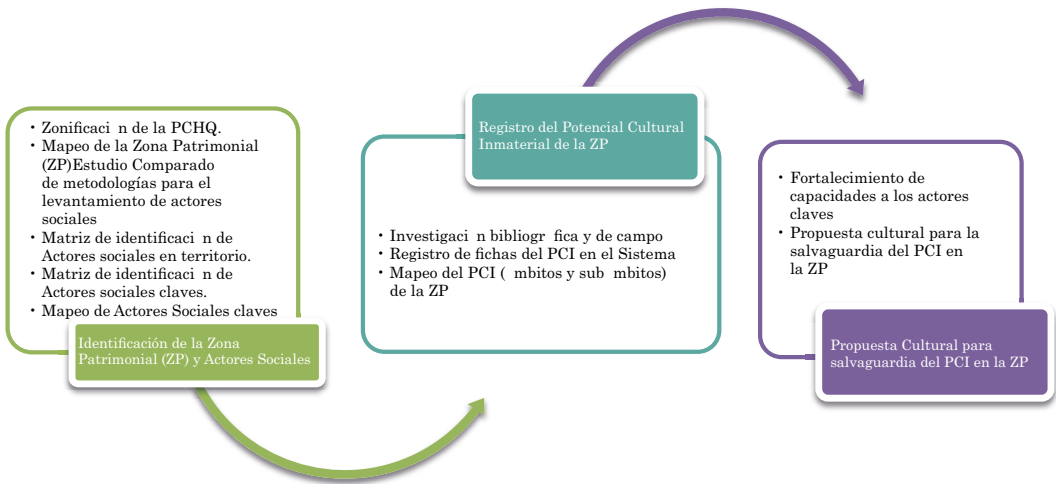 • Zonificaci n de la PCHQ.
• Mapeo de la Zona Patrimonial
(ZP)Estudio Comparado
de metodologías para el
levantamiento de actores
sociales
• Matriz de identificaci n de
Actores sociales en territorio.
• Matriz de identificaci n de
Actores sociales claves.
• Mapeo de Actores Sociales claves
Identificación de la Zona
Patrimonial (ZP) y Actores Sociales
Registro del Potencial Cultural
Inmaterial de la ZP
• Investigaci n bibliogr fica y de campo
• Registro de fichas del PCI en el Sistema
• Mapeo del PCI ( mbitos y sub mbitos)
de la ZP
• Fortalecimiento de
capacidades a los actores
claves
• Propuesta cultural para la
salvaguardia del PCI en
la ZP
Propuesta Cultural para
salvaguardia del PCI en la ZP